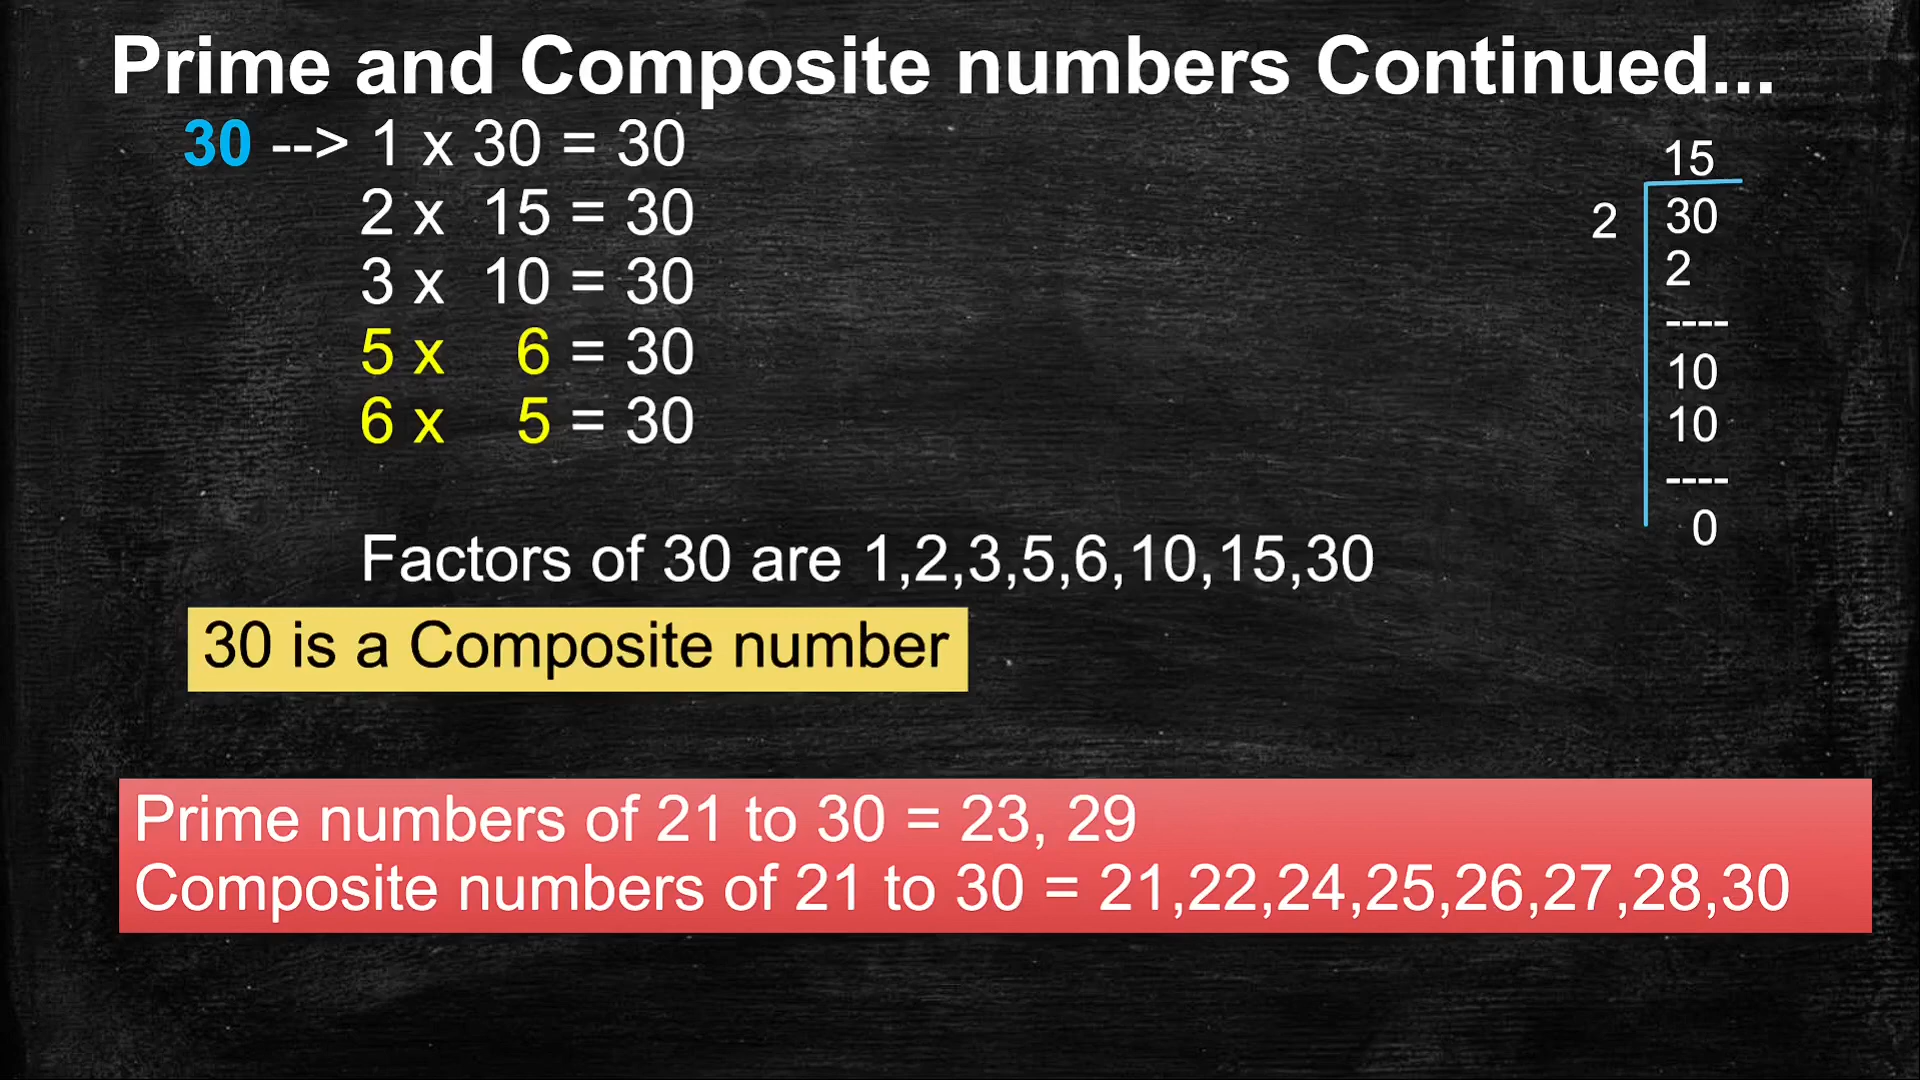 Prime and Composite numbers Continued...
30 --> 1 x 30 = 30
2 x 15 = 30
3 x 10 = 30
5 x 6 = 30
6 x 5 = 30
15
2 30
2
----
10
10
----
0
Factors of 30 are 1,2,3,5,6,10,15,30
30 is a Composite number
Prime numbers of 21 to 30 = 23, 29
Composite numbers of 21 to 30 = 21,22,24,25,26,27,28,30